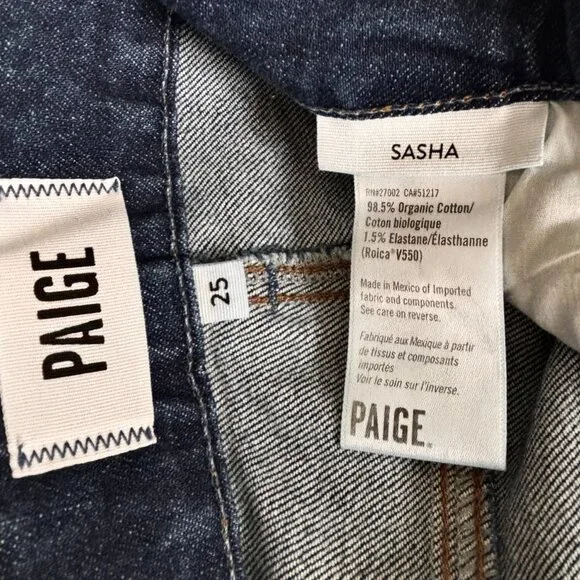 PAIGE
25
SASHA
RN#27002 CA#51217
98.5% Organic Cotton/
Coton biologique
1.5% Elastane/Élasthanne
(Roica®V550)
Made in Mexico of Imported
fabric and components.
See care on reverse.
Fabriqué aux Mexique à partir
de tissus et composants
importés
Voir le soin sur l'inverse.
PAIGE